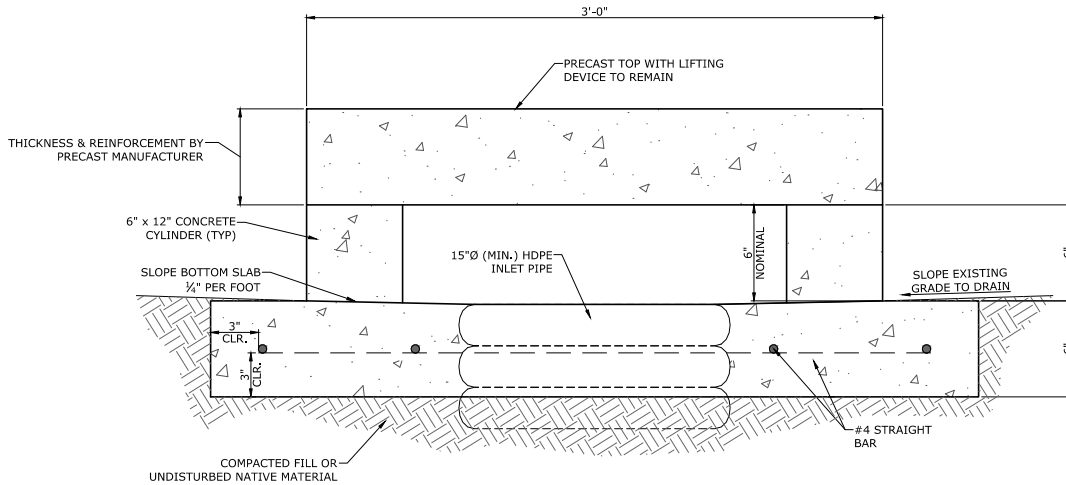 3'-0"
PRECAST TOP WITH LIFTING
DEVICE TO REMAIN
THICKNESS & REINFORCEMENT BY
PRECAST MANUFACTURER
6" x 12" CONCRETE
CYLINDER (TYP)
15"Ø (MIN.) HDPE
INLET PIPE
6"
NOMINAL
SLOPE BOTTOM SLAB
¼" PER FOOT
SLOPE EXISTING
GRADE TO DRAIN
3"
CLR.
3"
CLR.
#4 STRAIGHT
BAR
COMPACTED FILL OR
UNDISTURBED NATIVE MATERIAL